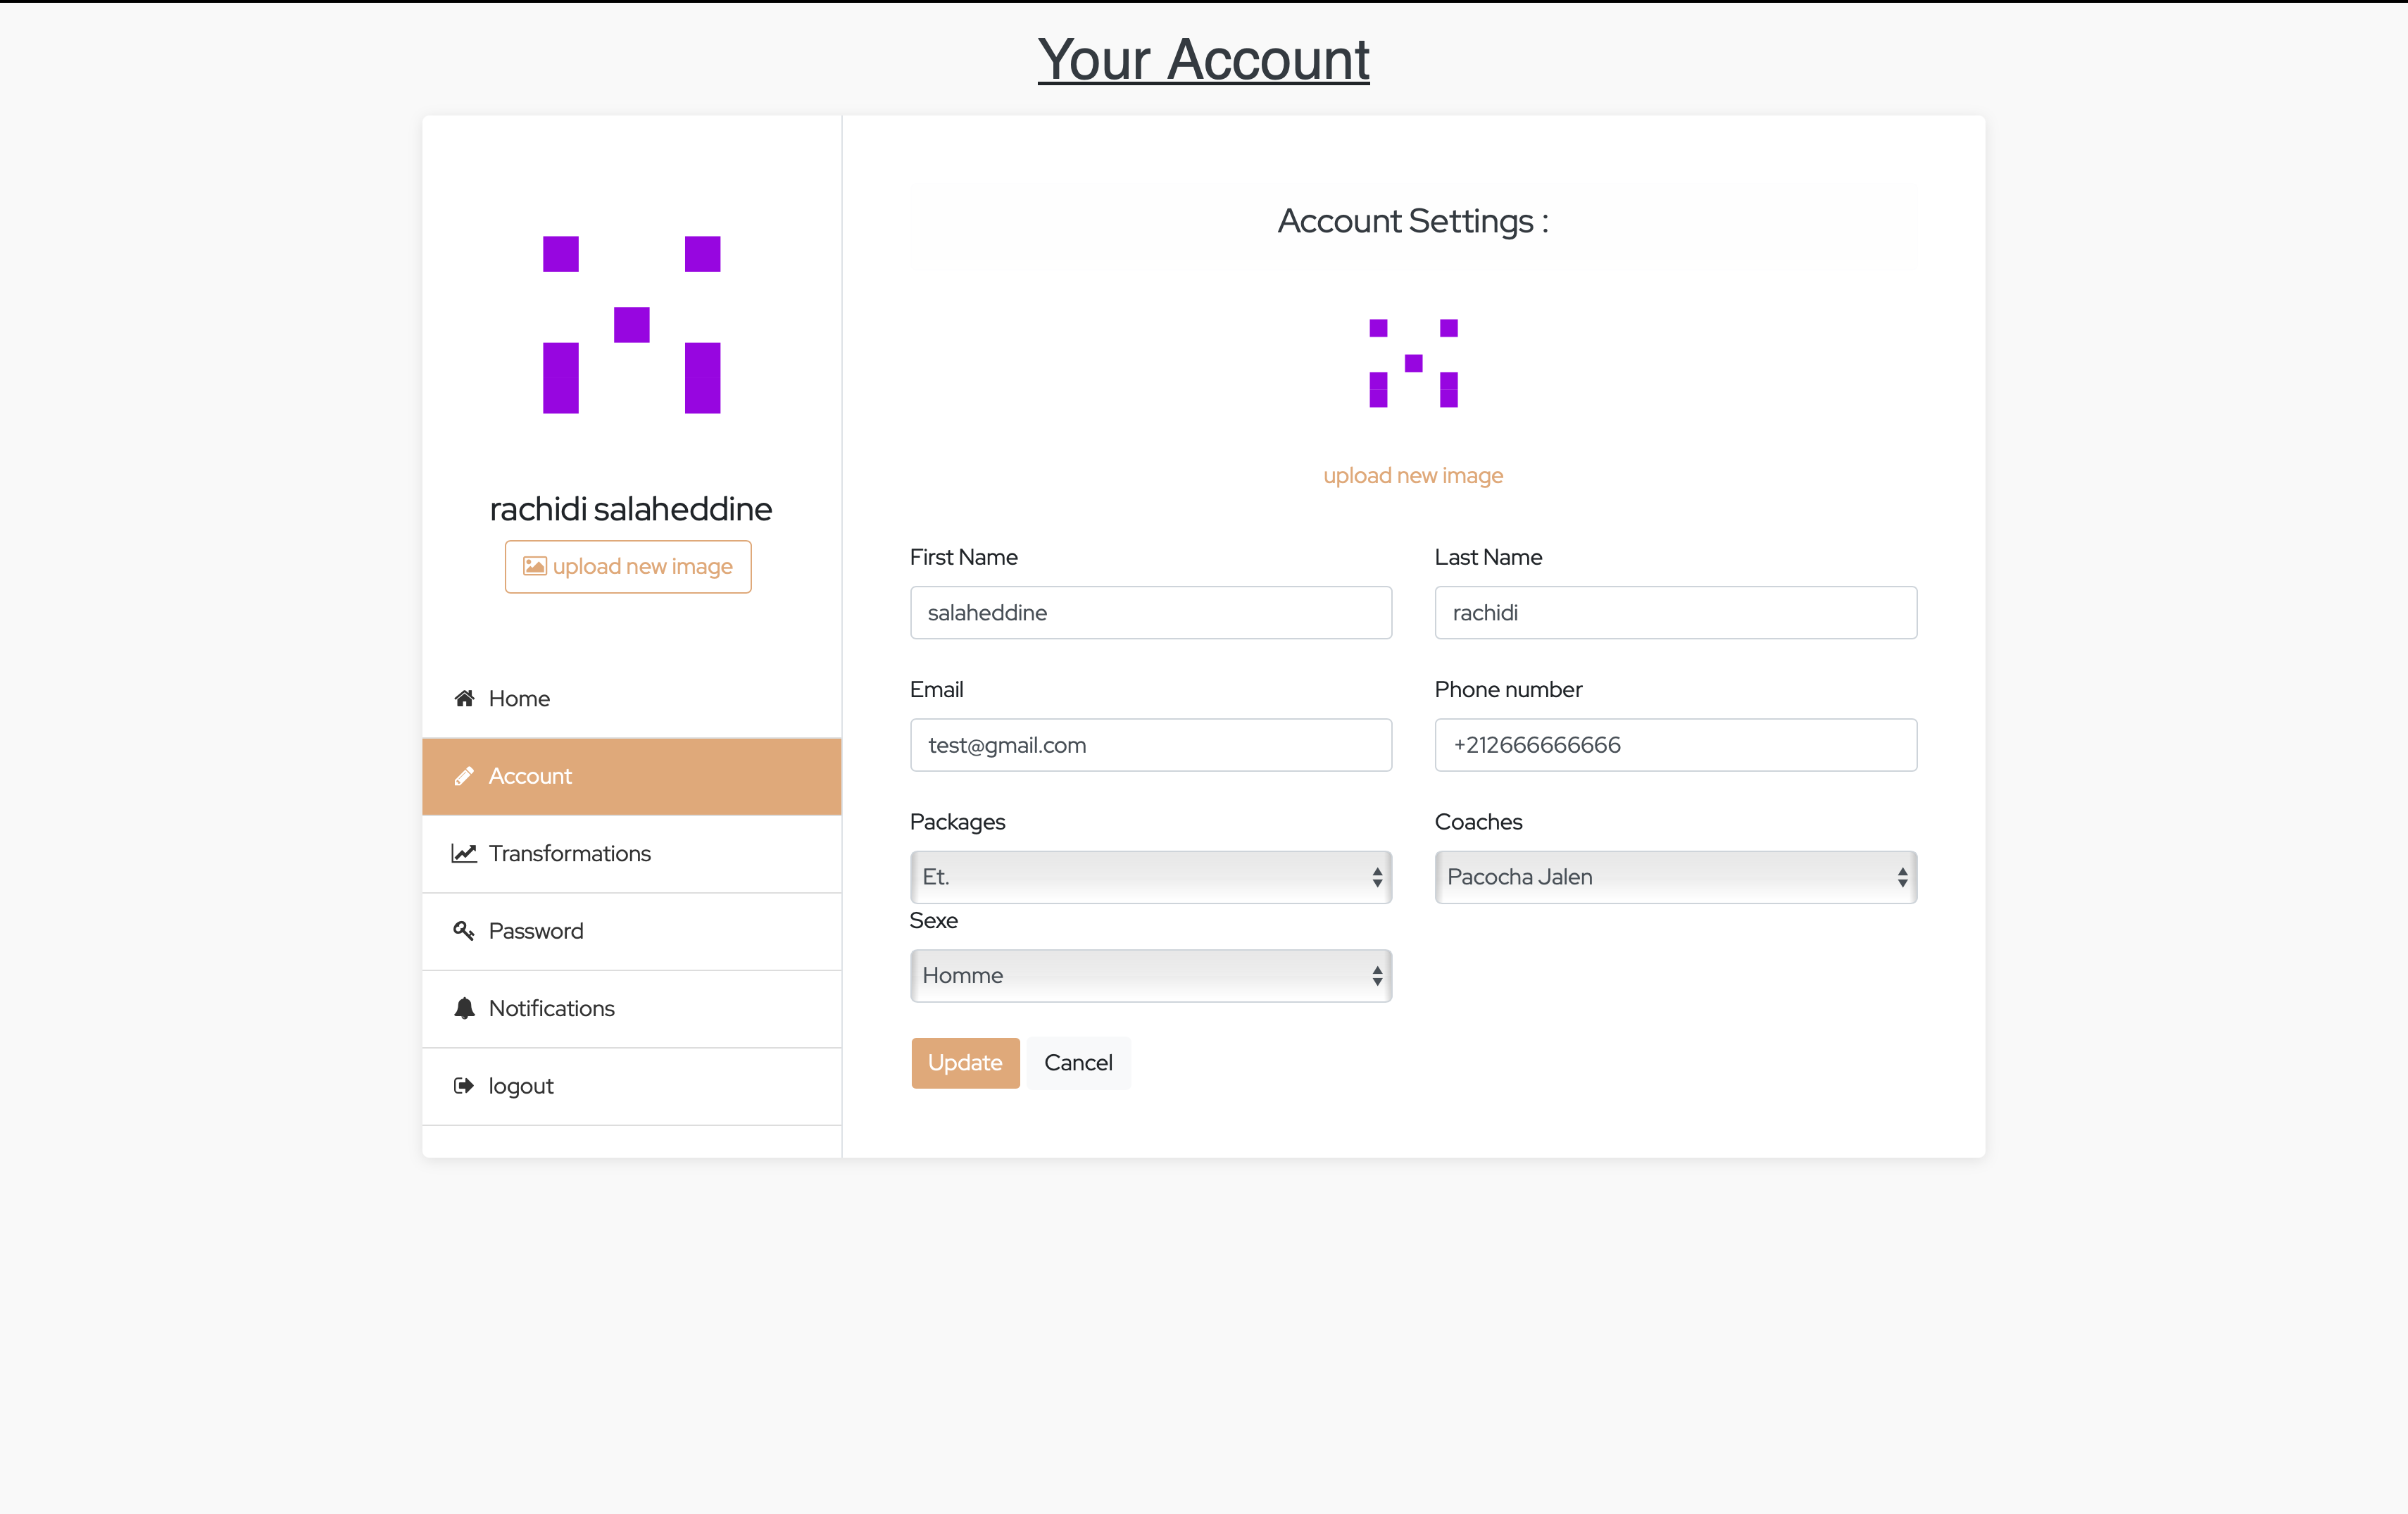 Your Account
rachidi salaheddine
upload new image
Home
Account
Transformations
Password
Notifications
logout
Account Settings :
upload new image
First Name
Last Name
salaheddine
rachidi
Email
Phone number
test@gmail.com
+212666666666
Packages
Coaches
Et.
Pacocha Jalen
Sexe
Homme
Update
Cancel